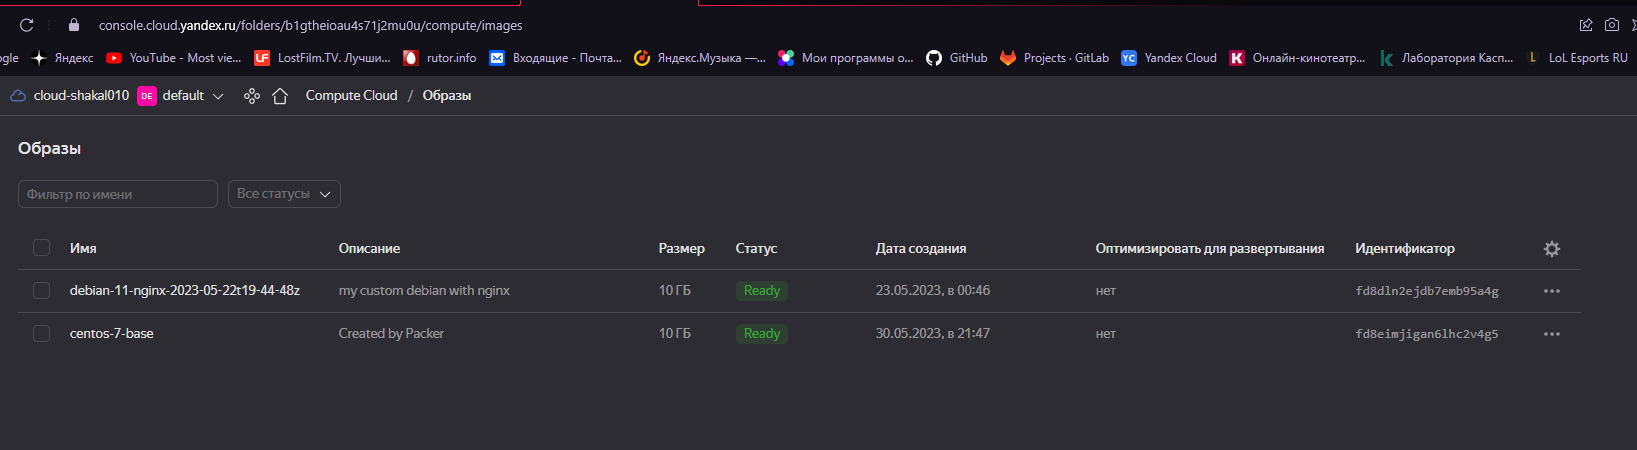 console.cloud.yandex.ru/folders/b1gtheioau4s71j2mu0u/compute/images
ogle Яндекс YouTube - Most vie... LF LostFilm.TV. Лучши... rutor.info Входящие - Почта... Яндекс.Музыка —... Мои программы о... GitHub Projects · GitLab YC Yandex Cloud K Онлайн-кинотеатр... Лаборатория Касп... L LoL Esports RU
cloud-shakal010 DE default Compute Cloud / Образы
Образы
Фильтр по имени Все статусы
Имя Описание Размер Статус Дата создания Оптимизировать для развертывания Идентификатор
debian-11-nginx-2023-05-22t19-44-48z my custom debian with nginx 10 ГБ Ready 23.05.2023, в 00:46 нет fd8dln2ejdb7emb95a4g
centos-7-base Created by Packer 10 ГБ Ready 30.05.2023, в 21:47 нет fd8eimjigan6lhc2v4g5